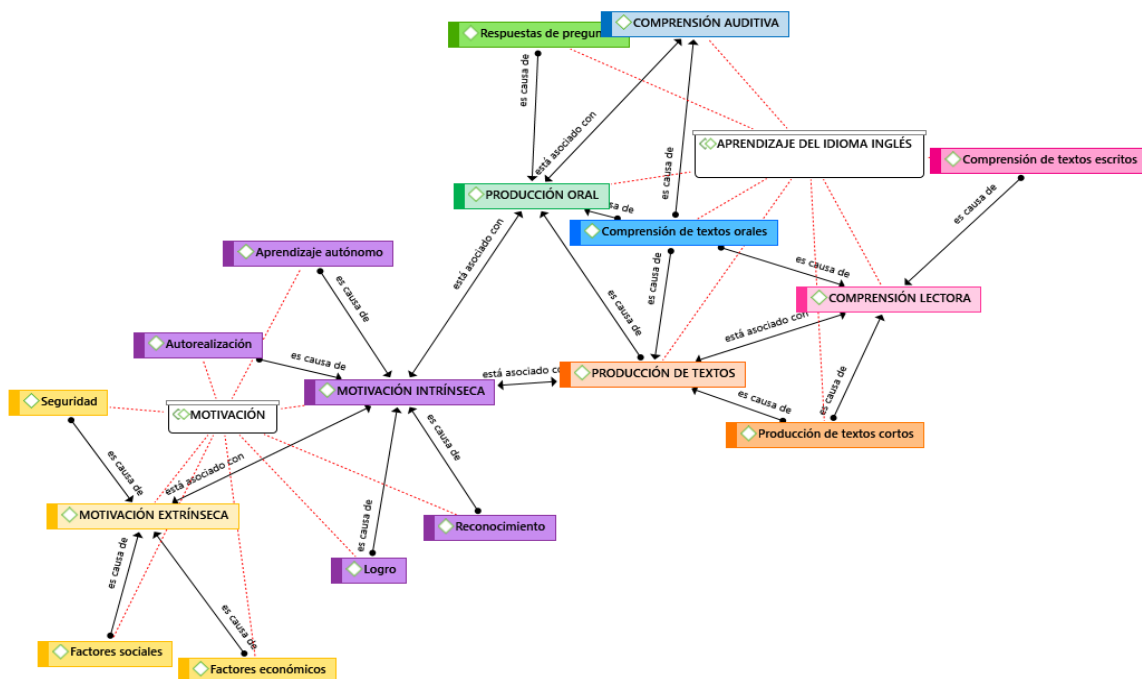 Respuestas de pregun
COMPRENSIÓN AUDITIVA
es causa de
está asociado con
es causa de
APRENDIZAJE DEL IDIOMA INGLÉS
Comprensión de textos escritos
PRODUCCIÓN ORAL
causa de
es causa de
Comprensión de textos orales
está asociado con
Aprendizaje autónomo
es causa de
es causa de
es causa de
COMPRENSIÓN LECTORA
es causa de
está asociado con
Autorealización
es causa de
está asociado co
PRODUCCIÓN DE TEXTOS
MOTIVACIÓN INTRÍNSECA
es causa de
es causa de
Seguridad
MOTIVACIÓN
es causa de
Producción de textos cortos
es causa de
está asociado con
es causa de
MOTIVACIÓN EXTRÍNSECA
Reconocimiento
es causa de
Logro
es causa de
Factores sociales
Factores económicos